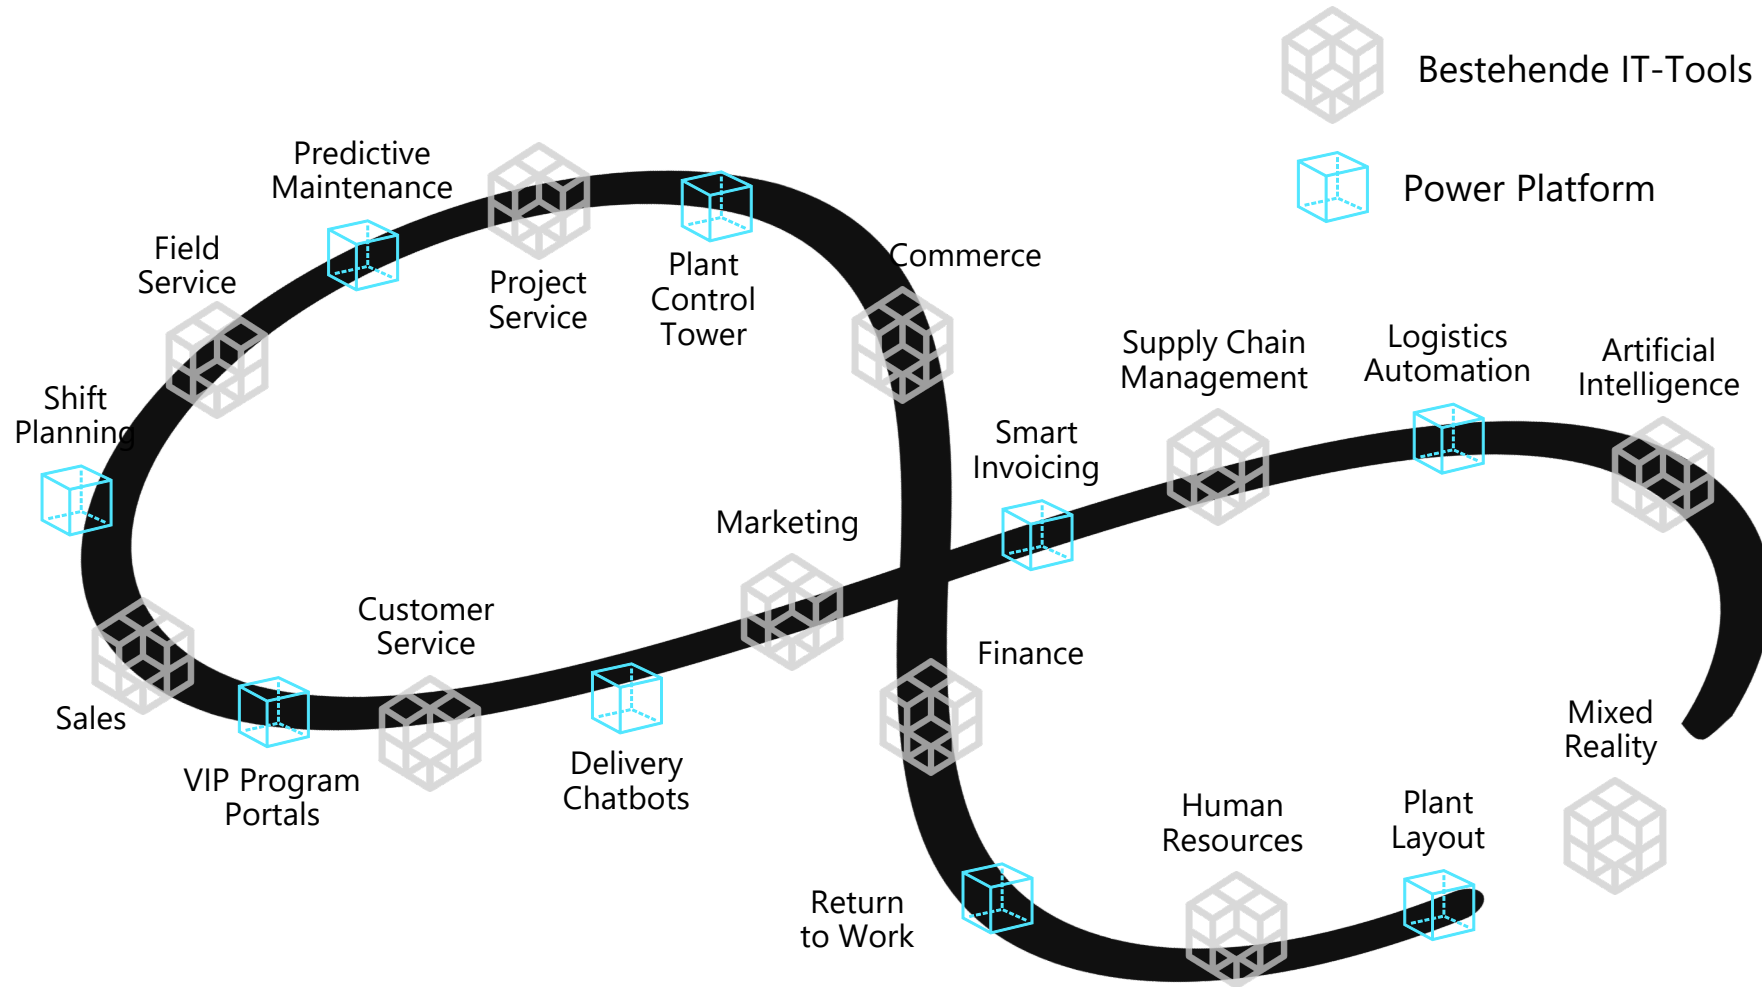 Bestehende IT-Tools
Power Platform
Predictive
Maintenance
Field
Service
Project
Service
Plant
Control
Tower
Commerce
Shift
Planning
Supply Chain
Management
Logistics
Automation
Artificial
Intelligence
Smart
Invoicing
Marketing
Customer
Service
Finance
Sales
VIP Program
Portals
Delivery
Chatbots
Mixed
Reality
Human
Resources
Plant
Layout
Return
to Work